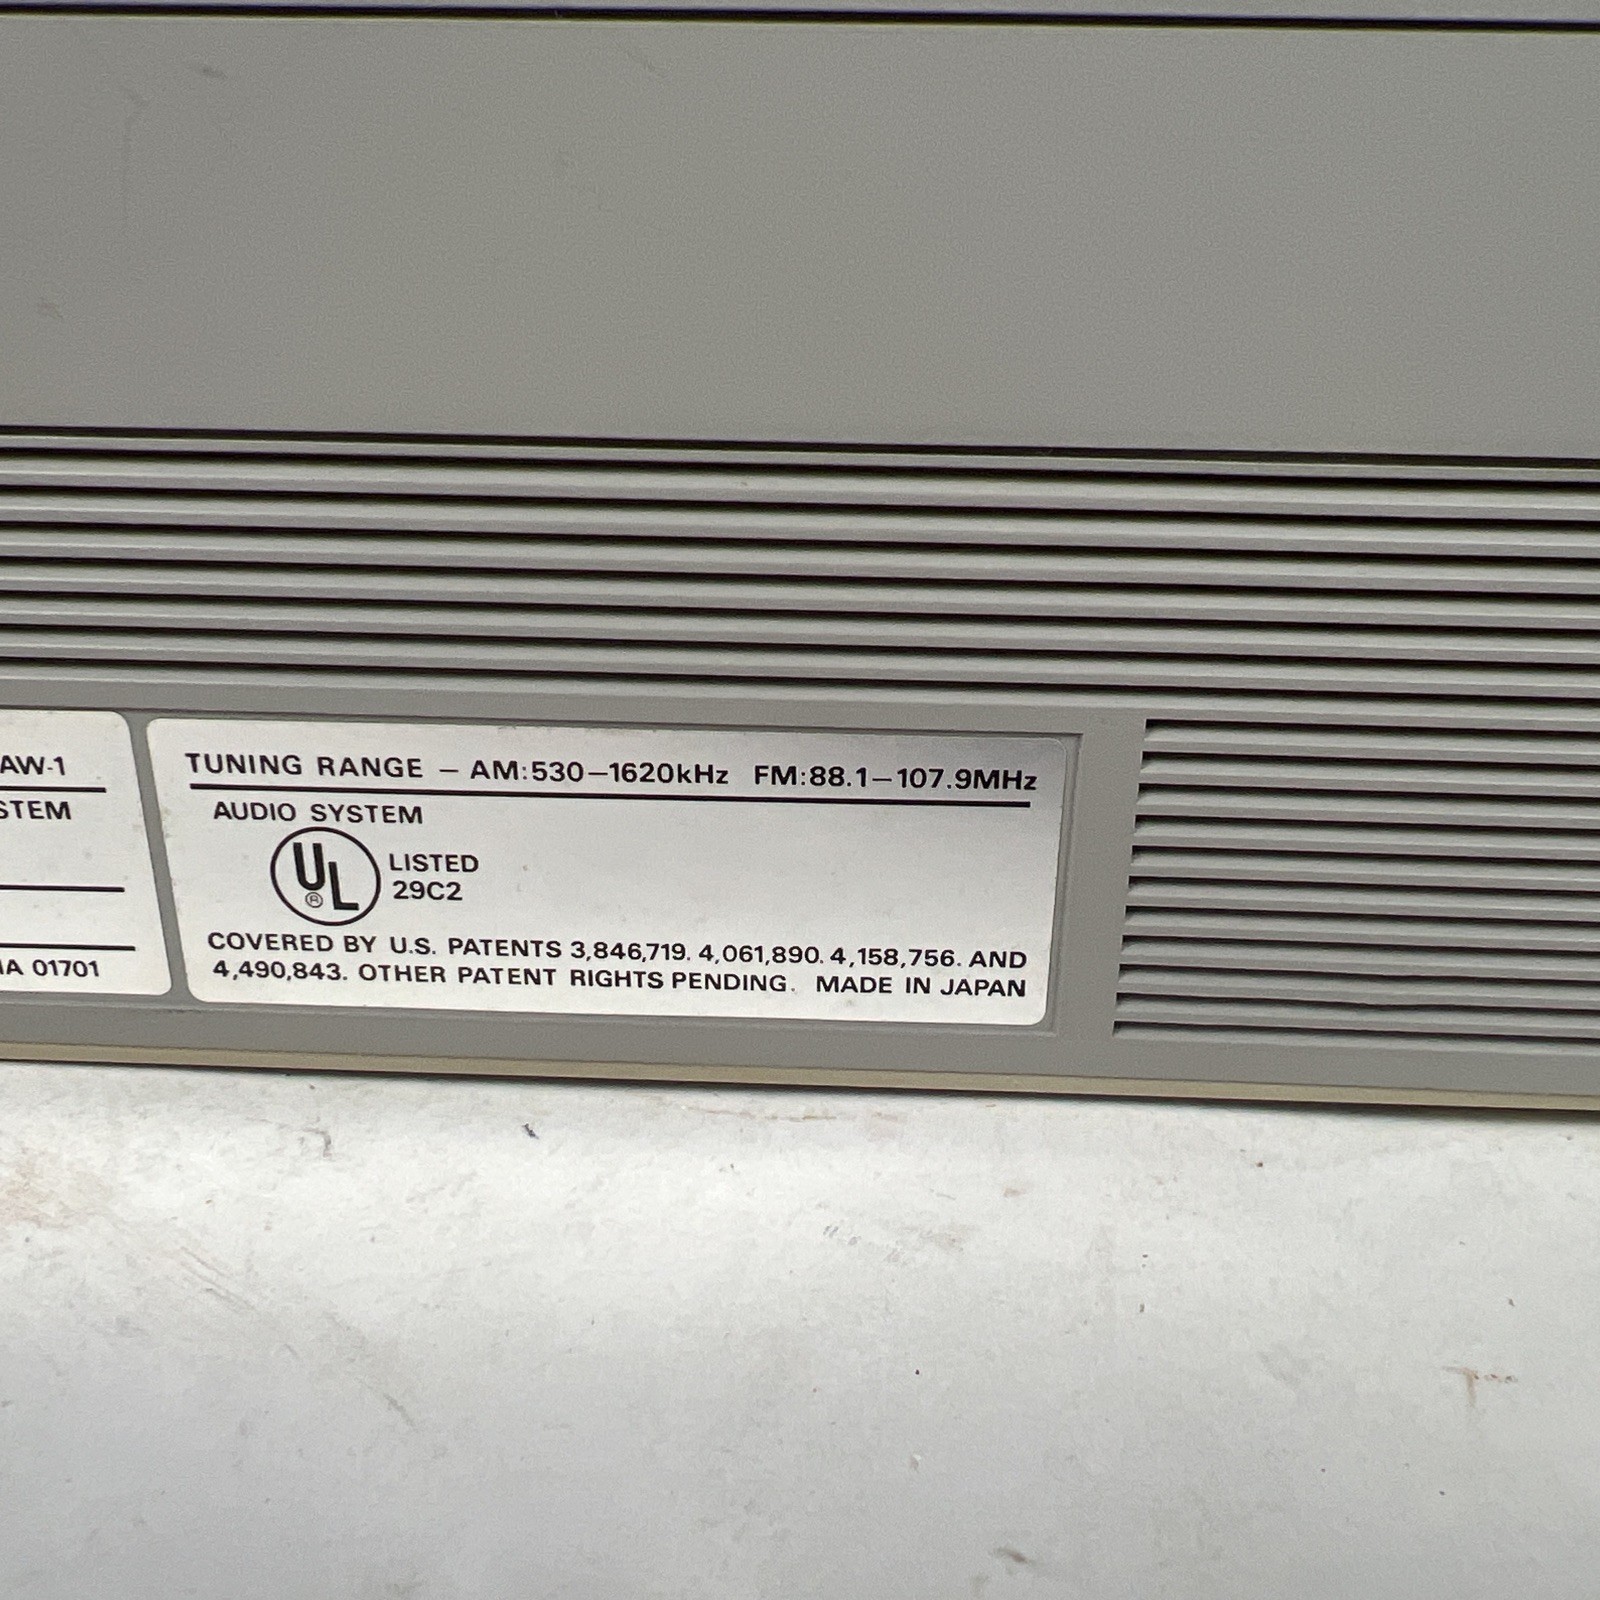 AW-1
STEM
IA 01701
TUNING RANGE – AM:530–1620kHz FM:88.1–107.9MHz
AUDIO SYSTEM
UL®
LISTED
29C2
COVERED BY U.S. PATENTS 3,846,719. 4,061,890. 4,158,756. AND
4,490,843. OTHER PATENT RIGHTS PENDING. MADE IN JAPAN